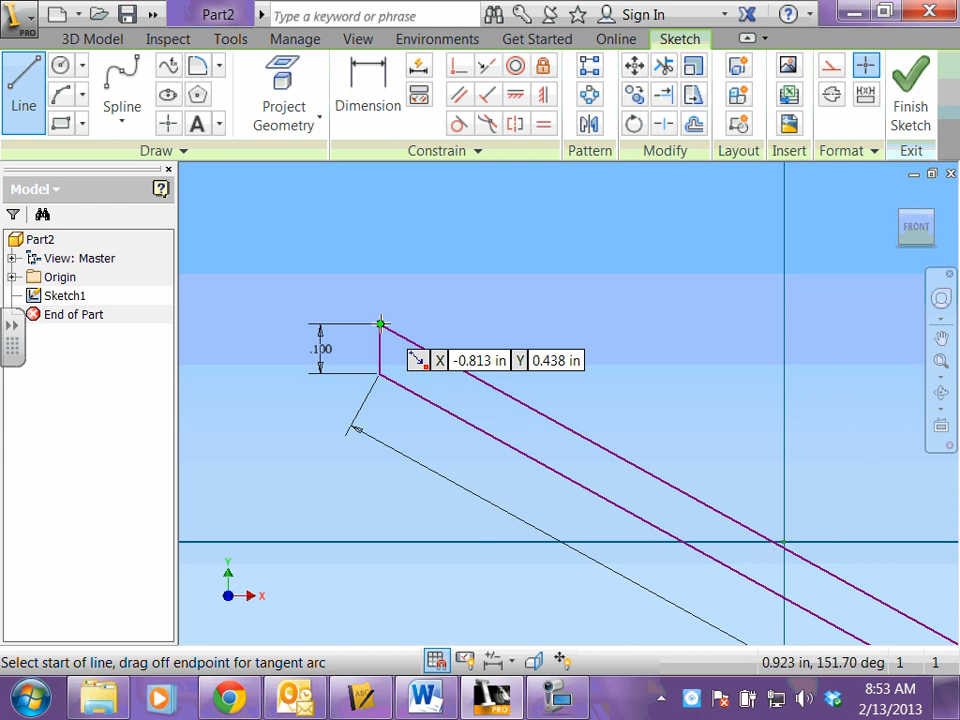 Part2
Type a keyword or phrase
Sign In
PRO
3D Model
Inspect
Tools
Manage
View
Environments
Get Started
Online
Sketch
Line
Spline
Project
Geometry
Dimension
Finish
Sketch
Draw
Constrain
Pattern
Modify
Layout
Insert
Format
Exit
Model
Part2
View: Master
Origin
Sketch1
End of Part
FRONT
.100
X -0.813 in Y 0.438 in
Y
X
Select start of line, drag off endpoint for tangent arc
0.923 in, 151.70 deg 1 1
8:53 AM
2/13/2013